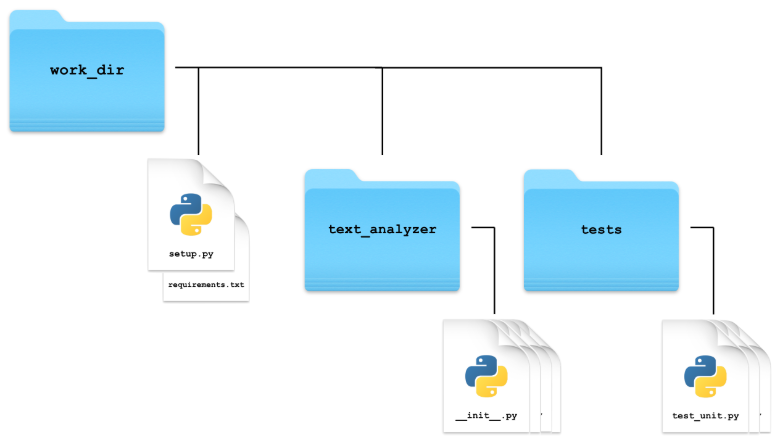 work_dir
setup.py
requirements.txt
text_analyzer
tests
__init__.py
test_unit.py